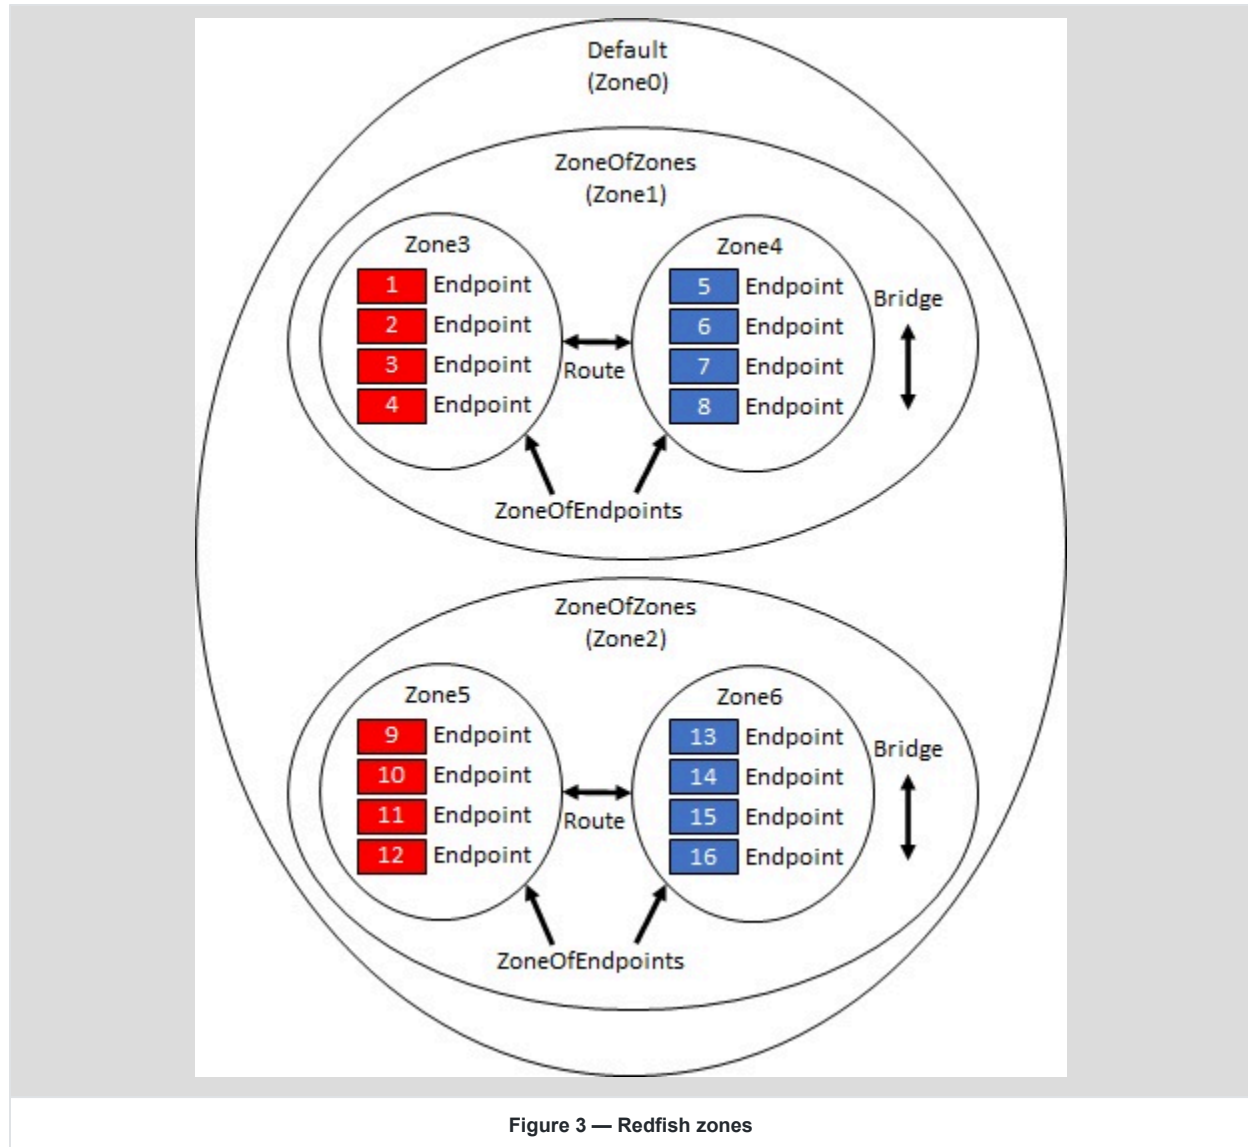 Default
(Zone0)
ZoneOfZones
(Zone1)
Zone3
1 Endpoint
2 Endpoint
3 Endpoint
4 Endpoint
Route
Zone4
5 Endpoint
6 Endpoint
7 Endpoint
8 Endpoint
Bridge
ZoneOfEndpoints
ZoneOfZones
(Zone2)
Zone5
9 Endpoint
10 Endpoint
11 Endpoint
12 Endpoint
Route
Zone6
13 Endpoint
14 Endpoint
15 Endpoint
16 Endpoint
Bridge
ZoneOfEndpoints
Figure 3 — Redfish zones